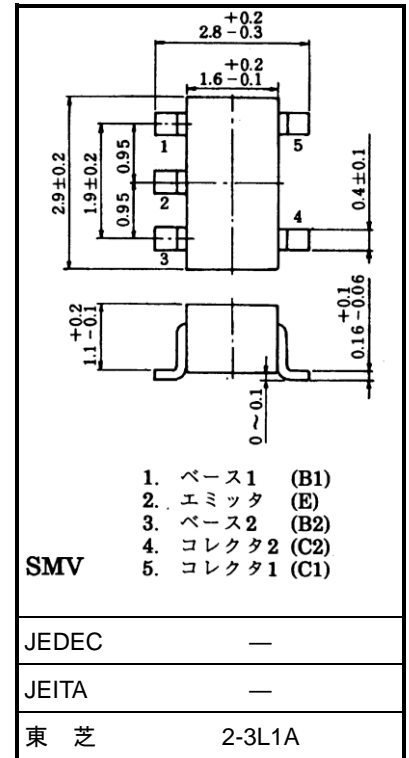 +0.2
2.8-0.3
+0.2
1.6-0.1
2.9±0.2
1.9±0.2
0.95
0.95
1
2
3
5
4
0.4±0.1
+0.2
1.1-0.1
+0.1
0.16-0.06
0~0.1
1. ベース1 (B1)
2. エミッタ (E)
3. ベース2 (B2)
4. コレクタ2 (C2)
SMV 5. コレクタ1 (C1)
JEDEC —
JEITA —
東 芝 2-3L1A